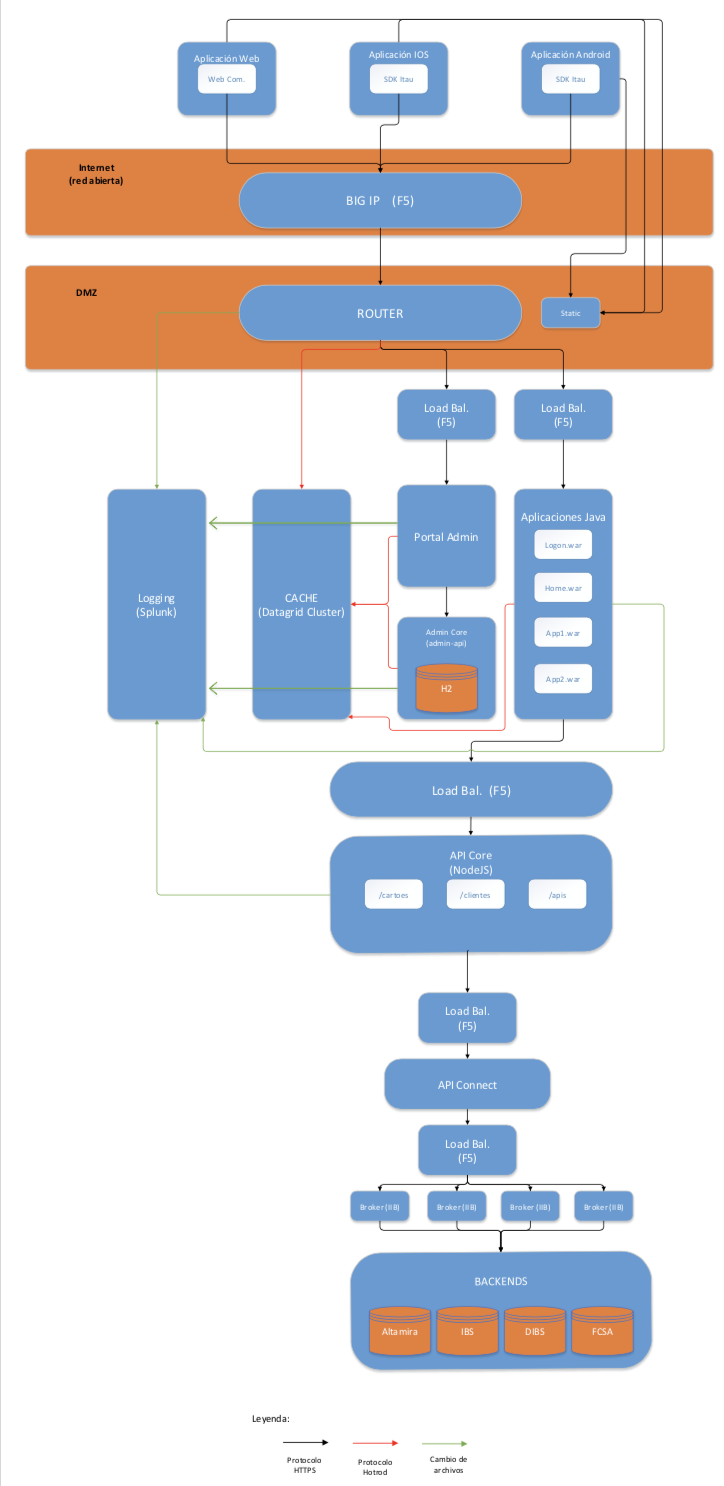 Aplicación Web
Web Com.
Aplicación IOS
SDK Itau
Aplicación Android
SDK Itau
Internet
(red abierta)
BIG IP (F5)
DMZ
ROUTER
Static
Load Bal.
(F5)
Load Bal.
(F5)
Logging
(Splunk)
CACHE
(Datagrid Cluster)
Portal Admin
Admin Core
(admin-api)
H2
Aplicaciones Java
Logon.war
Home.war
App1.war
App2.war
Load Bal. (F5)
API Core
(NodeJS)
/cartoes
/clientes
/apis
Load Bal.
(F5)
API Connect
Load Bal.
(F5)
Broker (IIB)
Broker (IIB)
Broker (IIB)
Broker (IIB)
BACKENDS
Altamira
IBS
DIBS
FCSA
Leyenda:
Protocolo
HTTPS
Protocolo
Hotrod
Cambio de
archivos